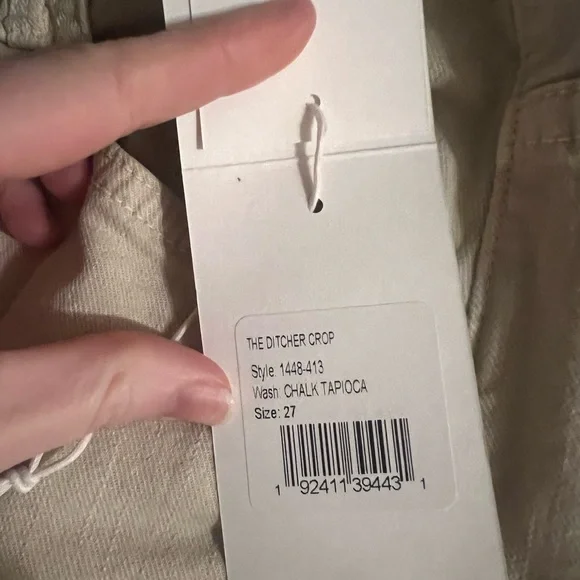 THE DITCHER CROP
Style: 1448-413
Wash: CHALK TAPIOCA
Size: 27
1 92411 39443 1